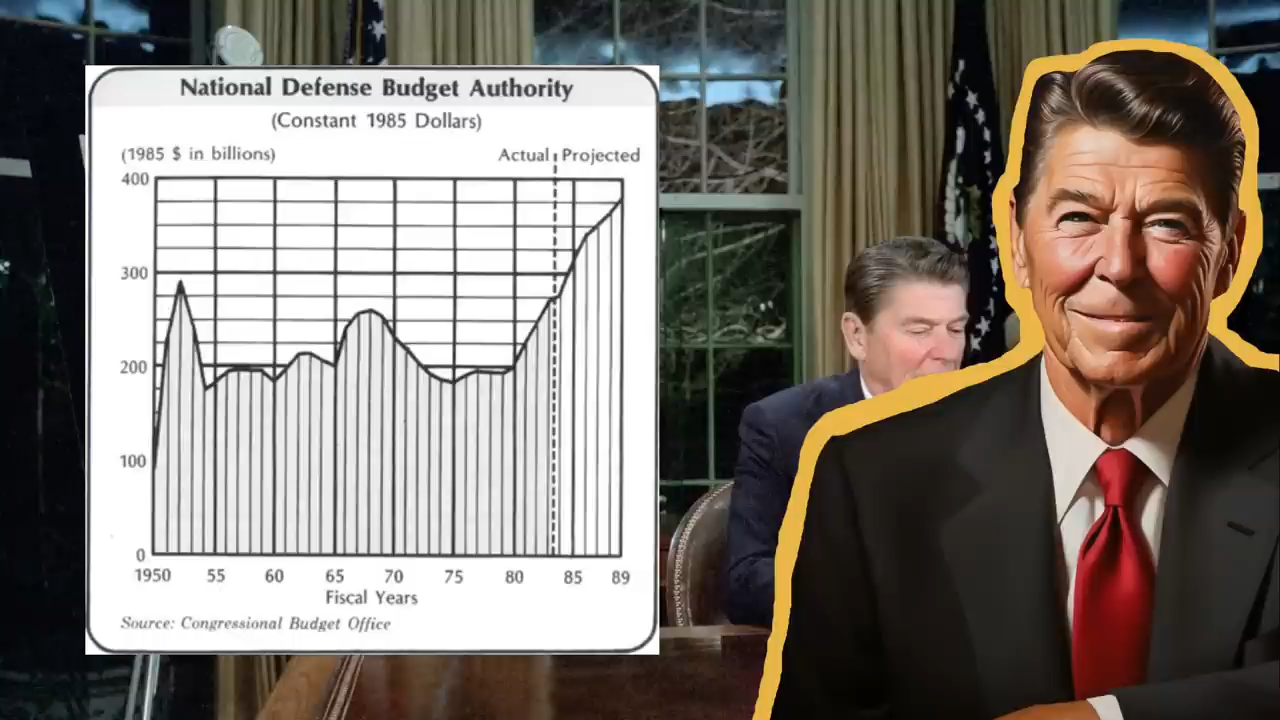 National Defense Budget Authority
(Constant 1985 Dollars)
(1985 $ in billions)
Actual Projected
400
300
200
100
0
1950 55 60 65 70 75 80 85 89
Fiscal Years
Source: Congressional Budget Office